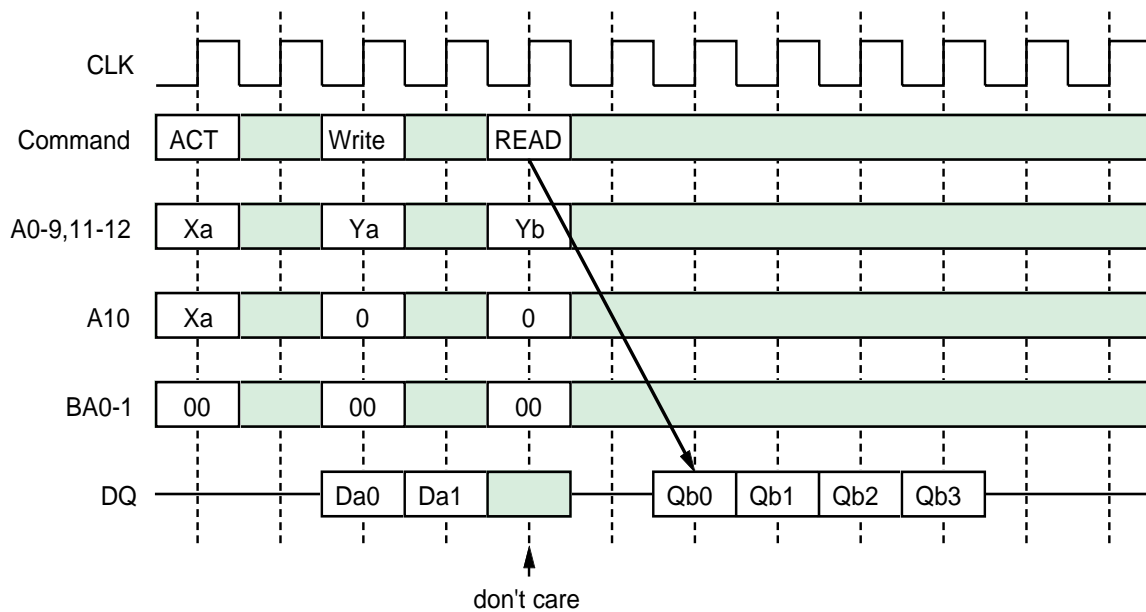 CLK
Command ACT Write READ
A0-9,11-12 Xa Ya Yb
A10 Xa 0 0
BA0-1 00 00 00
DQ Da0 Da1 Qb0 Qb1 Qb2 Qb3
don't care